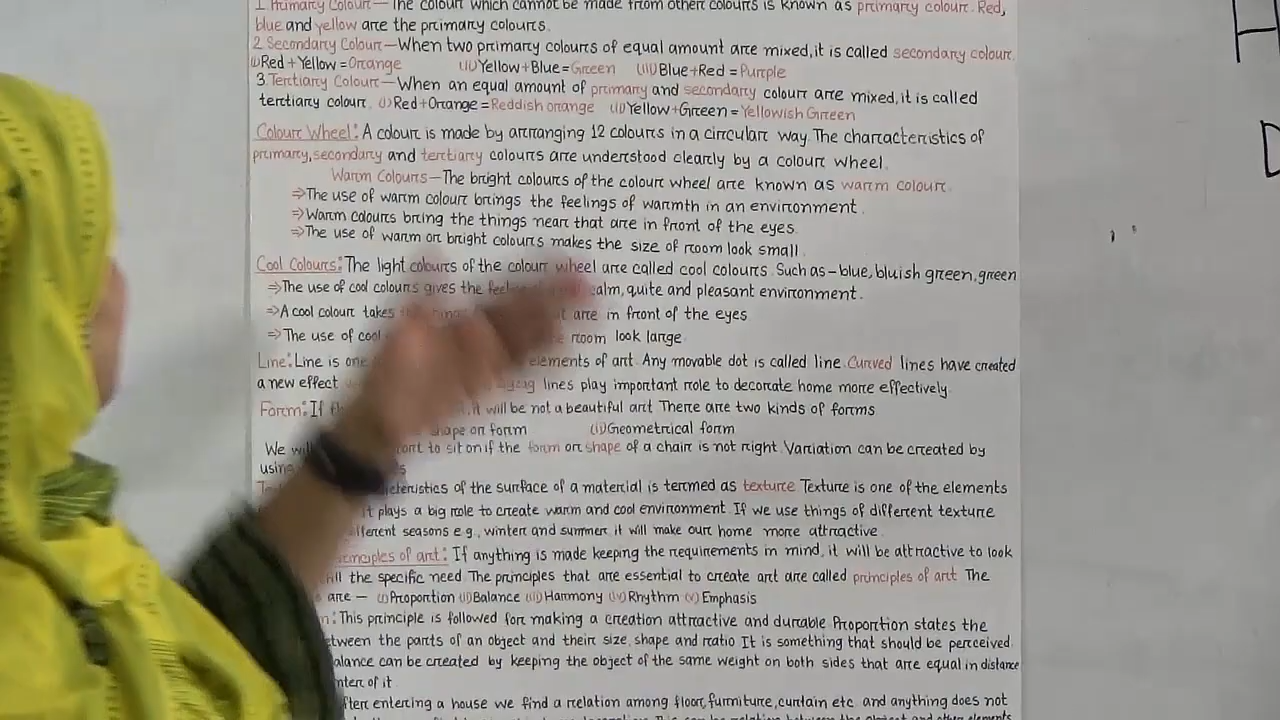 1. Primary Colour— The colour which cannot be made from other colours is known as primary colour. Red,
blue and yellow are the primary colours.
2. Secondary Colour—When two primary colours of equal amount are mixed, it is called secondary colour.
(i)Red + Yellow = Orange (ii)Yellow+Blue=Green (iii)Blue+Red =Purple
3. Tertiary Colour— When an equal amount of primary and secondary colour are mixed, it is called
tertiary colour. (i)Red+Orange=Reddish orange (ii)Yellow+Green=Yellowish Green
Colour Wheel: A colour is made by arranging 12 colours in a circular way. The characteristics of
primary, secondary and tertiary colours are understood clearly by a colour wheel.
Warm Colours—The bright colours of the colour wheel are known as warm colour.
⇒The use of warm colour brings the feelings of warmth in an environment.
⇒Warm colours bring the things near that are in front of the eyes.
⇒The use of warm or bright colours makes the size of room look small.
Cool Colours: The light colours of the colour wheel are called cool colours. Such as-blue, bluish green, green
⇒The use of cool colours gives the calm, quite and pleasant environment.
⇒A cool colour takes are in front of the eyes.
⇒The use of cool room look large.
Line: Line is one elements of art. Any movable dot is called line. Curved lines have created
a new effect lines play important role to decorate home more effectively.
Form: If it will be not a beautiful art There are two kinds of forms
shape or form (ii)Geometrical form
We to sit on if the form or shape of a chair is not right. Variation can be created by
using
of the surface of a material is termed as texture Texture is one of the elements
it plays a big role to create warm and cool environment. If we use things of different texture
seasons e.g., winter and summer, it will make our home more attractive.
principles of art: If anything is made keeping the requirements in mind, it will be attractive to look
the specific need The principles that are essential to create art are called principles of art The
are — (i)Proportion (ii)Balance (iii)Harmony (iv)Rhythm (v) Emphasis
This principle is followed for making a creation attractive and durable Proportion states the
the parts of an object and their size, shape and ratio It is something that should be perceived.
can be created by keeping the object of the same weight on both sides that are equal in distance
of it.
entering a house we find a relation among floor, furniture, curtain etc. and anything does not